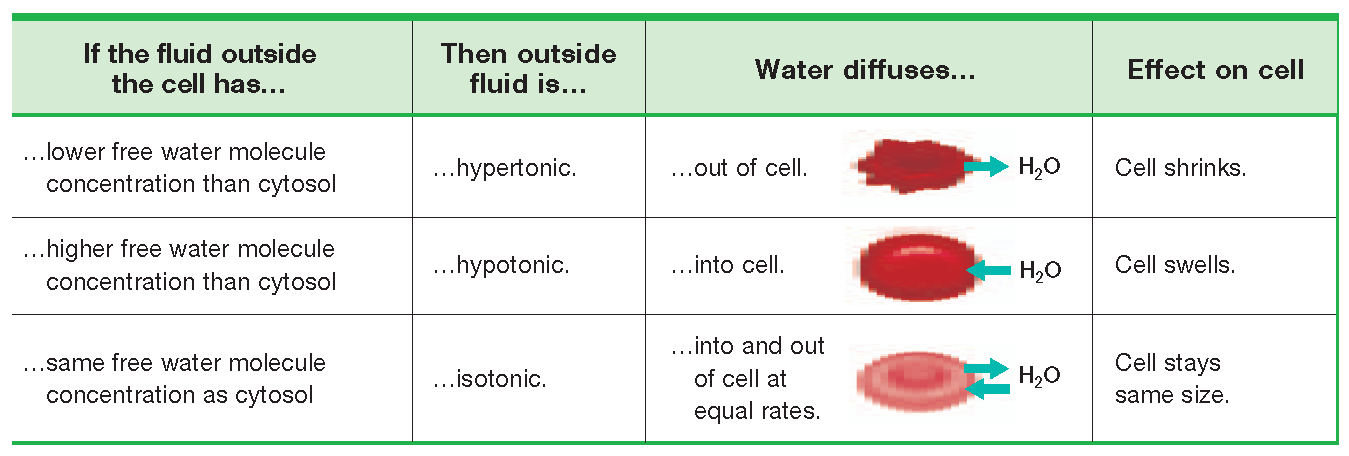 If the fluid outside
the cell has…
Then outside
fluid is…
Water diffuses…
Effect on cell
…lower free water molecule
concentration than cytosol
…hypertonic.
…out of cell.
H₂O
Cell shrinks.
…higher free water molecule
concentration than cytosol
…hypotonic.
…into cell.
H₂O
Cell swells.
…same free water molecule
concentration as cytosol
…isotonic.
…into and out
of cell at
equal rates.
H₂O
Cell stays
same size.